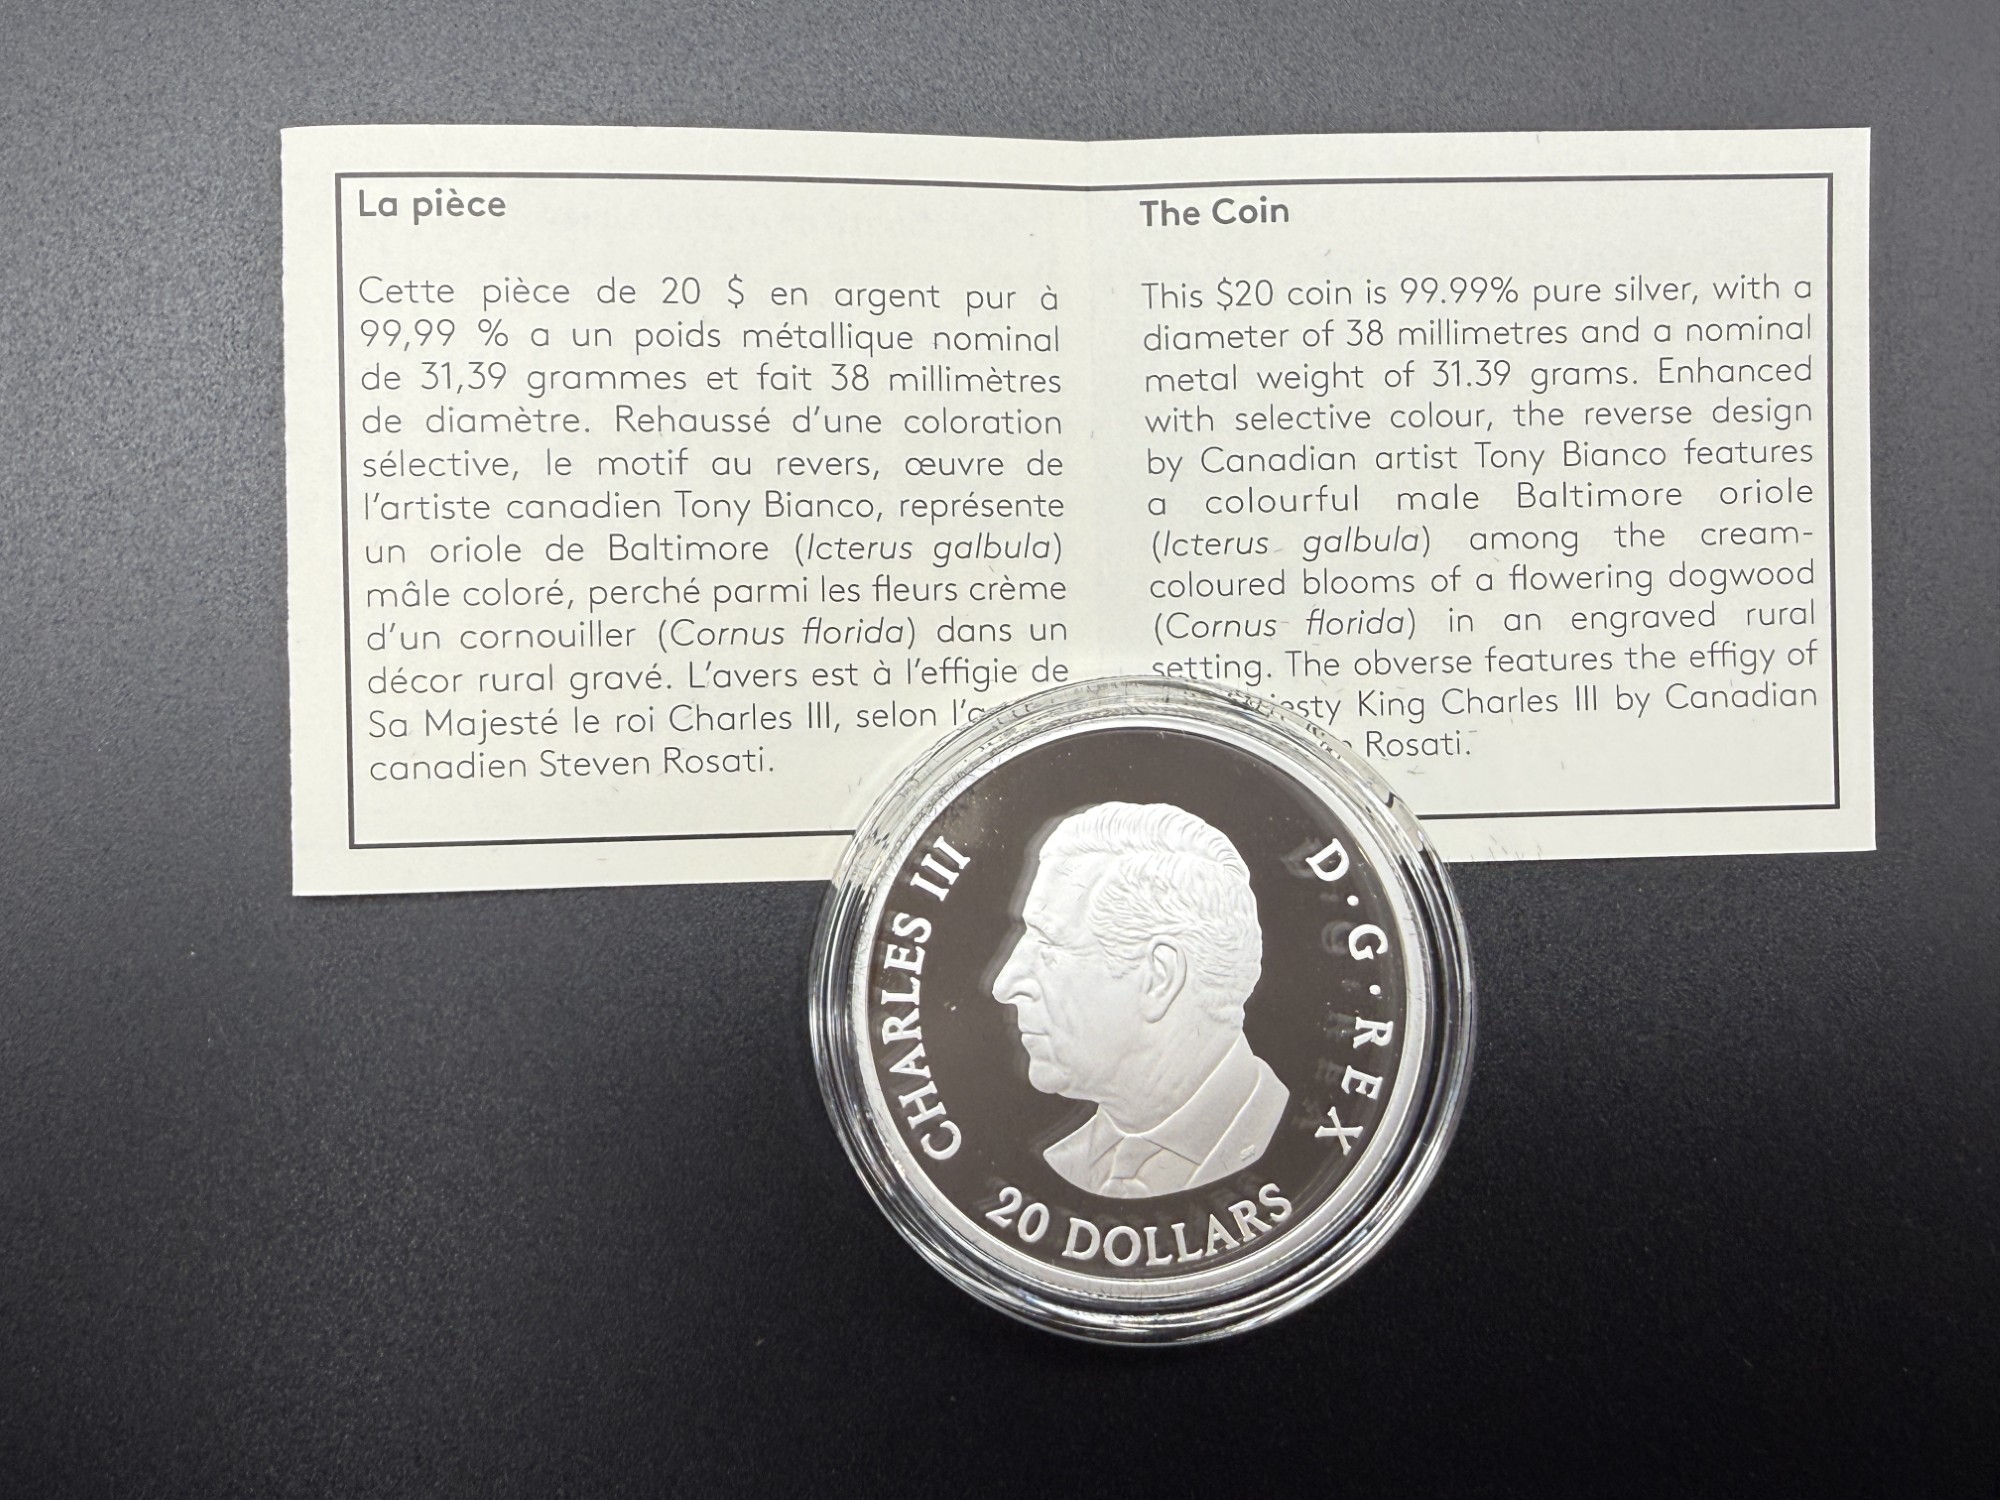 La pièce
Cette pièce de 20 $ en argent pur à
99,99 % a un poids métallique nominal
de 31,39 grammes et fait 38 millimètres
de diamètre. Rehaussé d'une coloration
sélective, le motif au revers, œuvre de
l'artiste canadien Tony Bianco, représente
un oriole de Baltimore (Icterus galbula)
mâle coloré, perché parmi les fleurs crème
d'un cornouiller (Cornus florida) dans un
décor rural gravé. L'avers est à l'effigie de
Sa Majesté le roi Charles III, selon
canadien Steven Rosati.
The Coin
This $20 coin is 99.99% pure silver, with a
diameter of 38 millimetres and a nominal
metal weight of 31.39 grams. Enhanced
with selective colour, the reverse design
by Canadian artist Tony Bianco features
a colourful male Baltimore oriole
(Icterus galbula) among the cream-
coloured blooms of a flowering dogwood
(Cornus florida) in an engraved rural
setting. The obverse features the effigy of
King Charles III by Canadian
Rosati.
CHARLES III
D·G·REX
20 DOLLARS